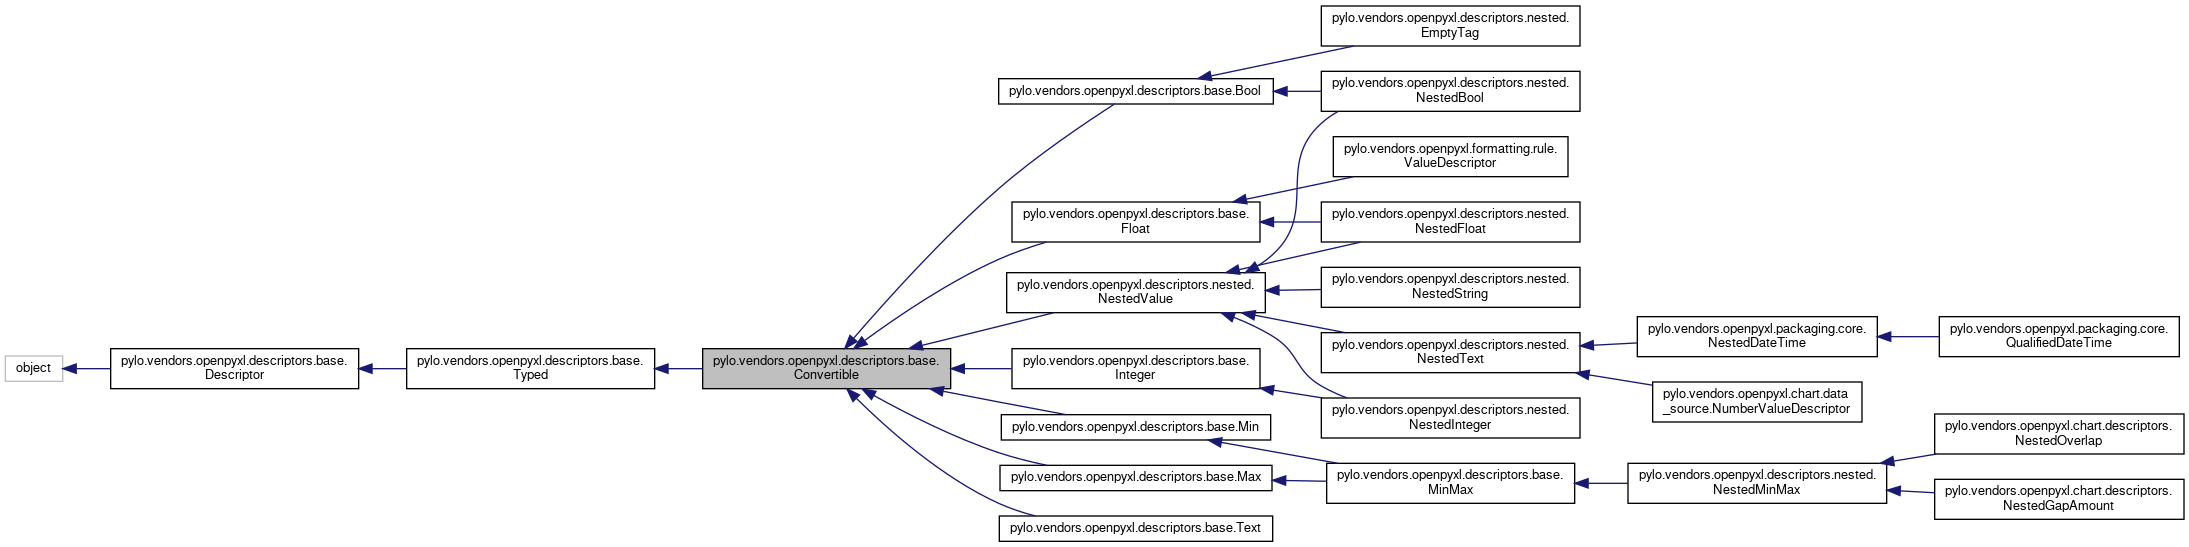 object
pylo.vendors.openpyxl.descriptors.base.
Descriptor
pylo.vendors.openpyxl.descriptors.base.
Typed
pylo.vendors.openpyxl.descriptors.base.
Convertible
pylo.vendors.openpyxl.descriptors.base.Bool
pylo.vendors.openpyxl.descriptors.base.
Float
pylo.vendors.openpyxl.descriptors.nested.
NestedValue
pylo.vendors.openpyxl.descriptors.base.
Integer
pylo.vendors.openpyxl.descriptors.base.Min
pylo.vendors.openpyxl.descriptors.base.Max
pylo.vendors.openpyxl.descriptors.base.Text
pylo.vendors.openpyxl.descriptors.nested.
EmptyTag
pylo.vendors.openpyxl.descriptors.nested.
NestedBool
pylo.vendors.openpyxl.formatting.rule.
ValueDescriptor
pylo.vendors.openpyxl.descriptors.nested.
NestedFloat
pylo.vendors.openpyxl.descriptors.nested.
NestedString
pylo.vendors.openpyxl.descriptors.nested.
NestedText
pylo.vendors.openpyxl.descriptors.nested.
NestedInteger
pylo.vendors.openpyxl.descriptors.base.
MinMax
pylo.vendors.openpyxl.packaging.core.
NestedDateTime
pylo.vendors.openpyxl.chart.data
_source.NumberValueDescriptor
pylo.vendors.openpyxl.descriptors.nested.
NestedMinMax
pylo.vendors.openpyxl.packaging.core.
QualifiedDateTime
pylo.vendors.openpyxl.chart.descriptors.
NestedOverlap
pylo.vendors.openpyxl.chart.descriptors.
NestedGapAmount